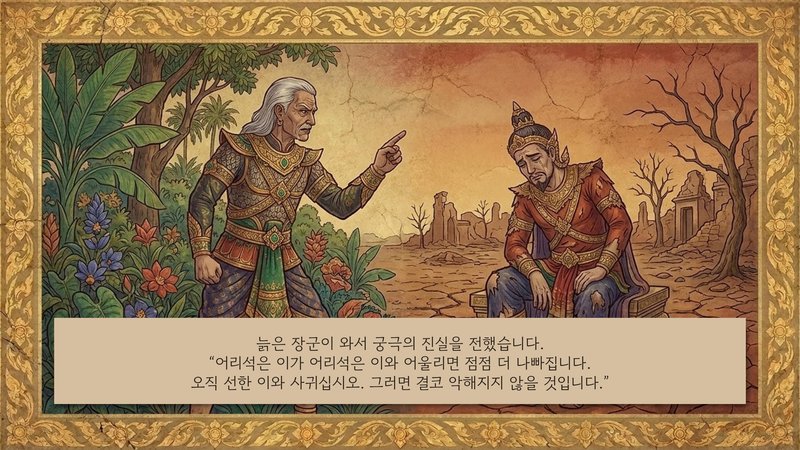 늙은 장군이 와서 궁극의 진실을 전했습니다.
“어리석은 이가 어리석은 이와 어울리면 점점 더 나빠집니다.
오직 선한 이와 사귀십시오. 그러면 결코 악해지지 않을 것입니다.”